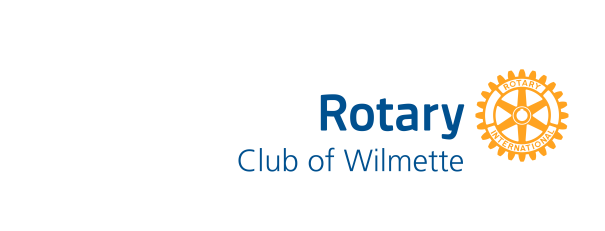 Rotary
Club of Wilmette
ROTARY
INTERNATIONAL